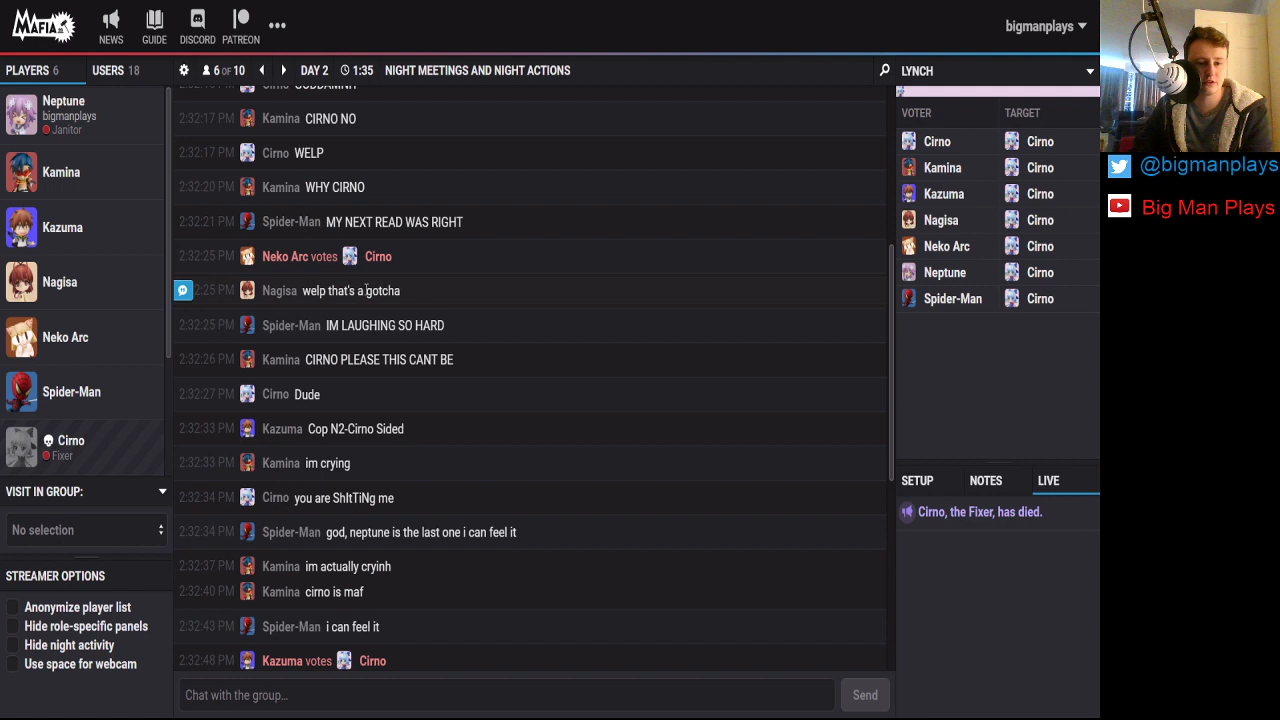 MAFIA.GG
NEWS
GUIDE
DISCORD
PATREON
bigmanplays
PLAYERS 6
USERS 18
6 OF 10
DAY 2
1:35
NIGHT MEETINGS AND NIGHT ACTIONS
LYNCH
Neptune
bigmanplays
Janitor
Kamina
Kazuma
Nagisa
Neko Arc
Spider-Man
Cirno
Fixer
VISIT IN GROUP:
No selection
STREAMER OPTIONS
Anonymize player list
Hide role-specific panels
Hide night activity
Use space for webcam
Cirno GODDAMNIT
2:32:17 PM Kamina CIRNO NO
2:32:17 PM Cirno WELP
2:32:20 PM Kamina WHY CIRNO
2:32:21 PM Spider-Man MY NEXT READ WAS RIGHT
2:32:25 PM Neko Arc votes Cirno
2:25 PM Nagisa welp that's a gotcha
2:32:25 PM Spider-Man IM LAUGHING SO HARD
2:32:26 PM Kamina CIRNO PLEASE THIS CANT BE
2:32:27 PM Cirno Dude
2:32:33 PM Kazuma Cop N2-Cirno Sided
2:32:33 PM Kamina im crying
2:32:34 PM Cirno you are ShItTiNg me
2:32:34 PM Spider-Man god, neptune is the last one i can feel it
2:32:37 PM Kamina im actually cryinh
2:32:40 PM Kamina cirno is maf
2:32:43 PM Spider-Man i can feel it
2:32:48 PM Kazuma votes Cirno
Chat with the group...
Send
VOTER TARGET
Cirno Cirno
Kamina Cirno
Kazuma Cirno
Nagisa Cirno
Neko Arc Cirno
Neptune Cirno
Spider-Man Cirno
SETUP
NOTES
LIVE
Cirno, the Fixer, has died.
@bigmanplays
Big Man Plays